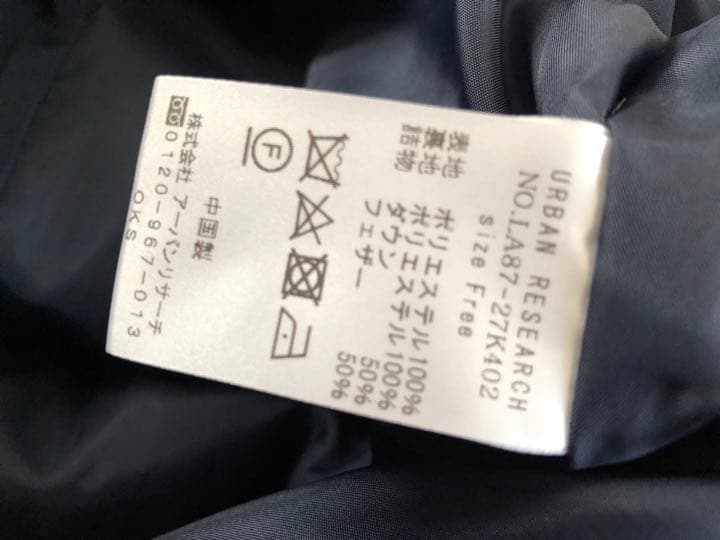 URBAN RESEARCH
NO.LA87-27K402
size Free
表地 ポリエステル100%
裏地 ポリエステル100%
詰物 ダウン 50%
フェザー 50%
F
中国製
株式会社 アーバンリサーチ
0120-967-013
OKS